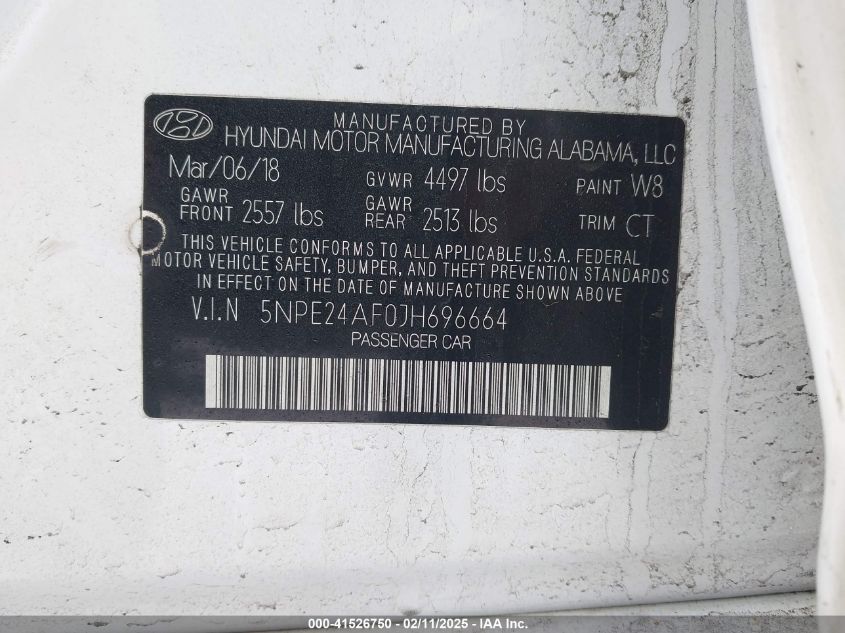 MANUFACTURED BY
HYUNDAI MOTOR MANUFACTURING ALABAMA, LLC
Mar/06/18 GVWR 4497 lbs PAINT W8
GAWR FRONT 2557 lbs GAWR REAR 2513 lbs TRIM CT
THIS VEHICLE CONFORMS TO ALL APPLICABLE U.S.A. FEDERAL
MOTOR VEHICLE SAFETY, BUMPER, AND THEFT PREVENTION STANDARDS
IN EFFECT ON THE DATE OF MANUFACTURE SHOWN ABOVE
V.I.N 5NPE24AF0JH696664
PASSENGER CAR
000-41526750 - 02/11/2025 - IAA INC.